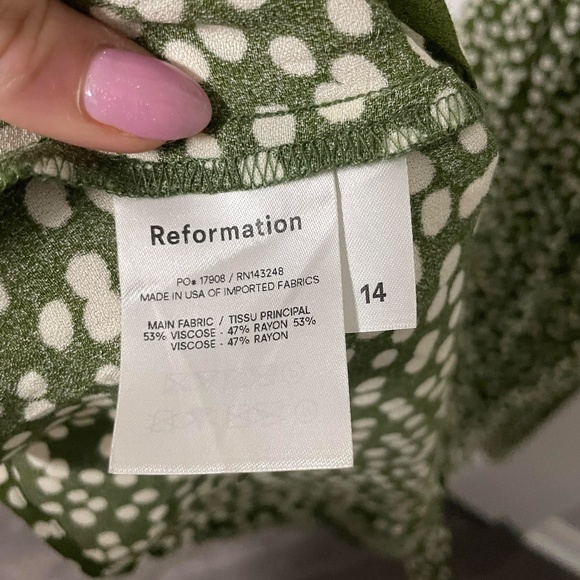 Reformation
PO# 17908 / RN143248
MADE IN USA OF IMPORTED FABRICS
MAIN FABRIC / TISSU PRINCIPAL
53% VISCOSE - 47% RAYON 53%
VISCOSE - 47% RAYON
14